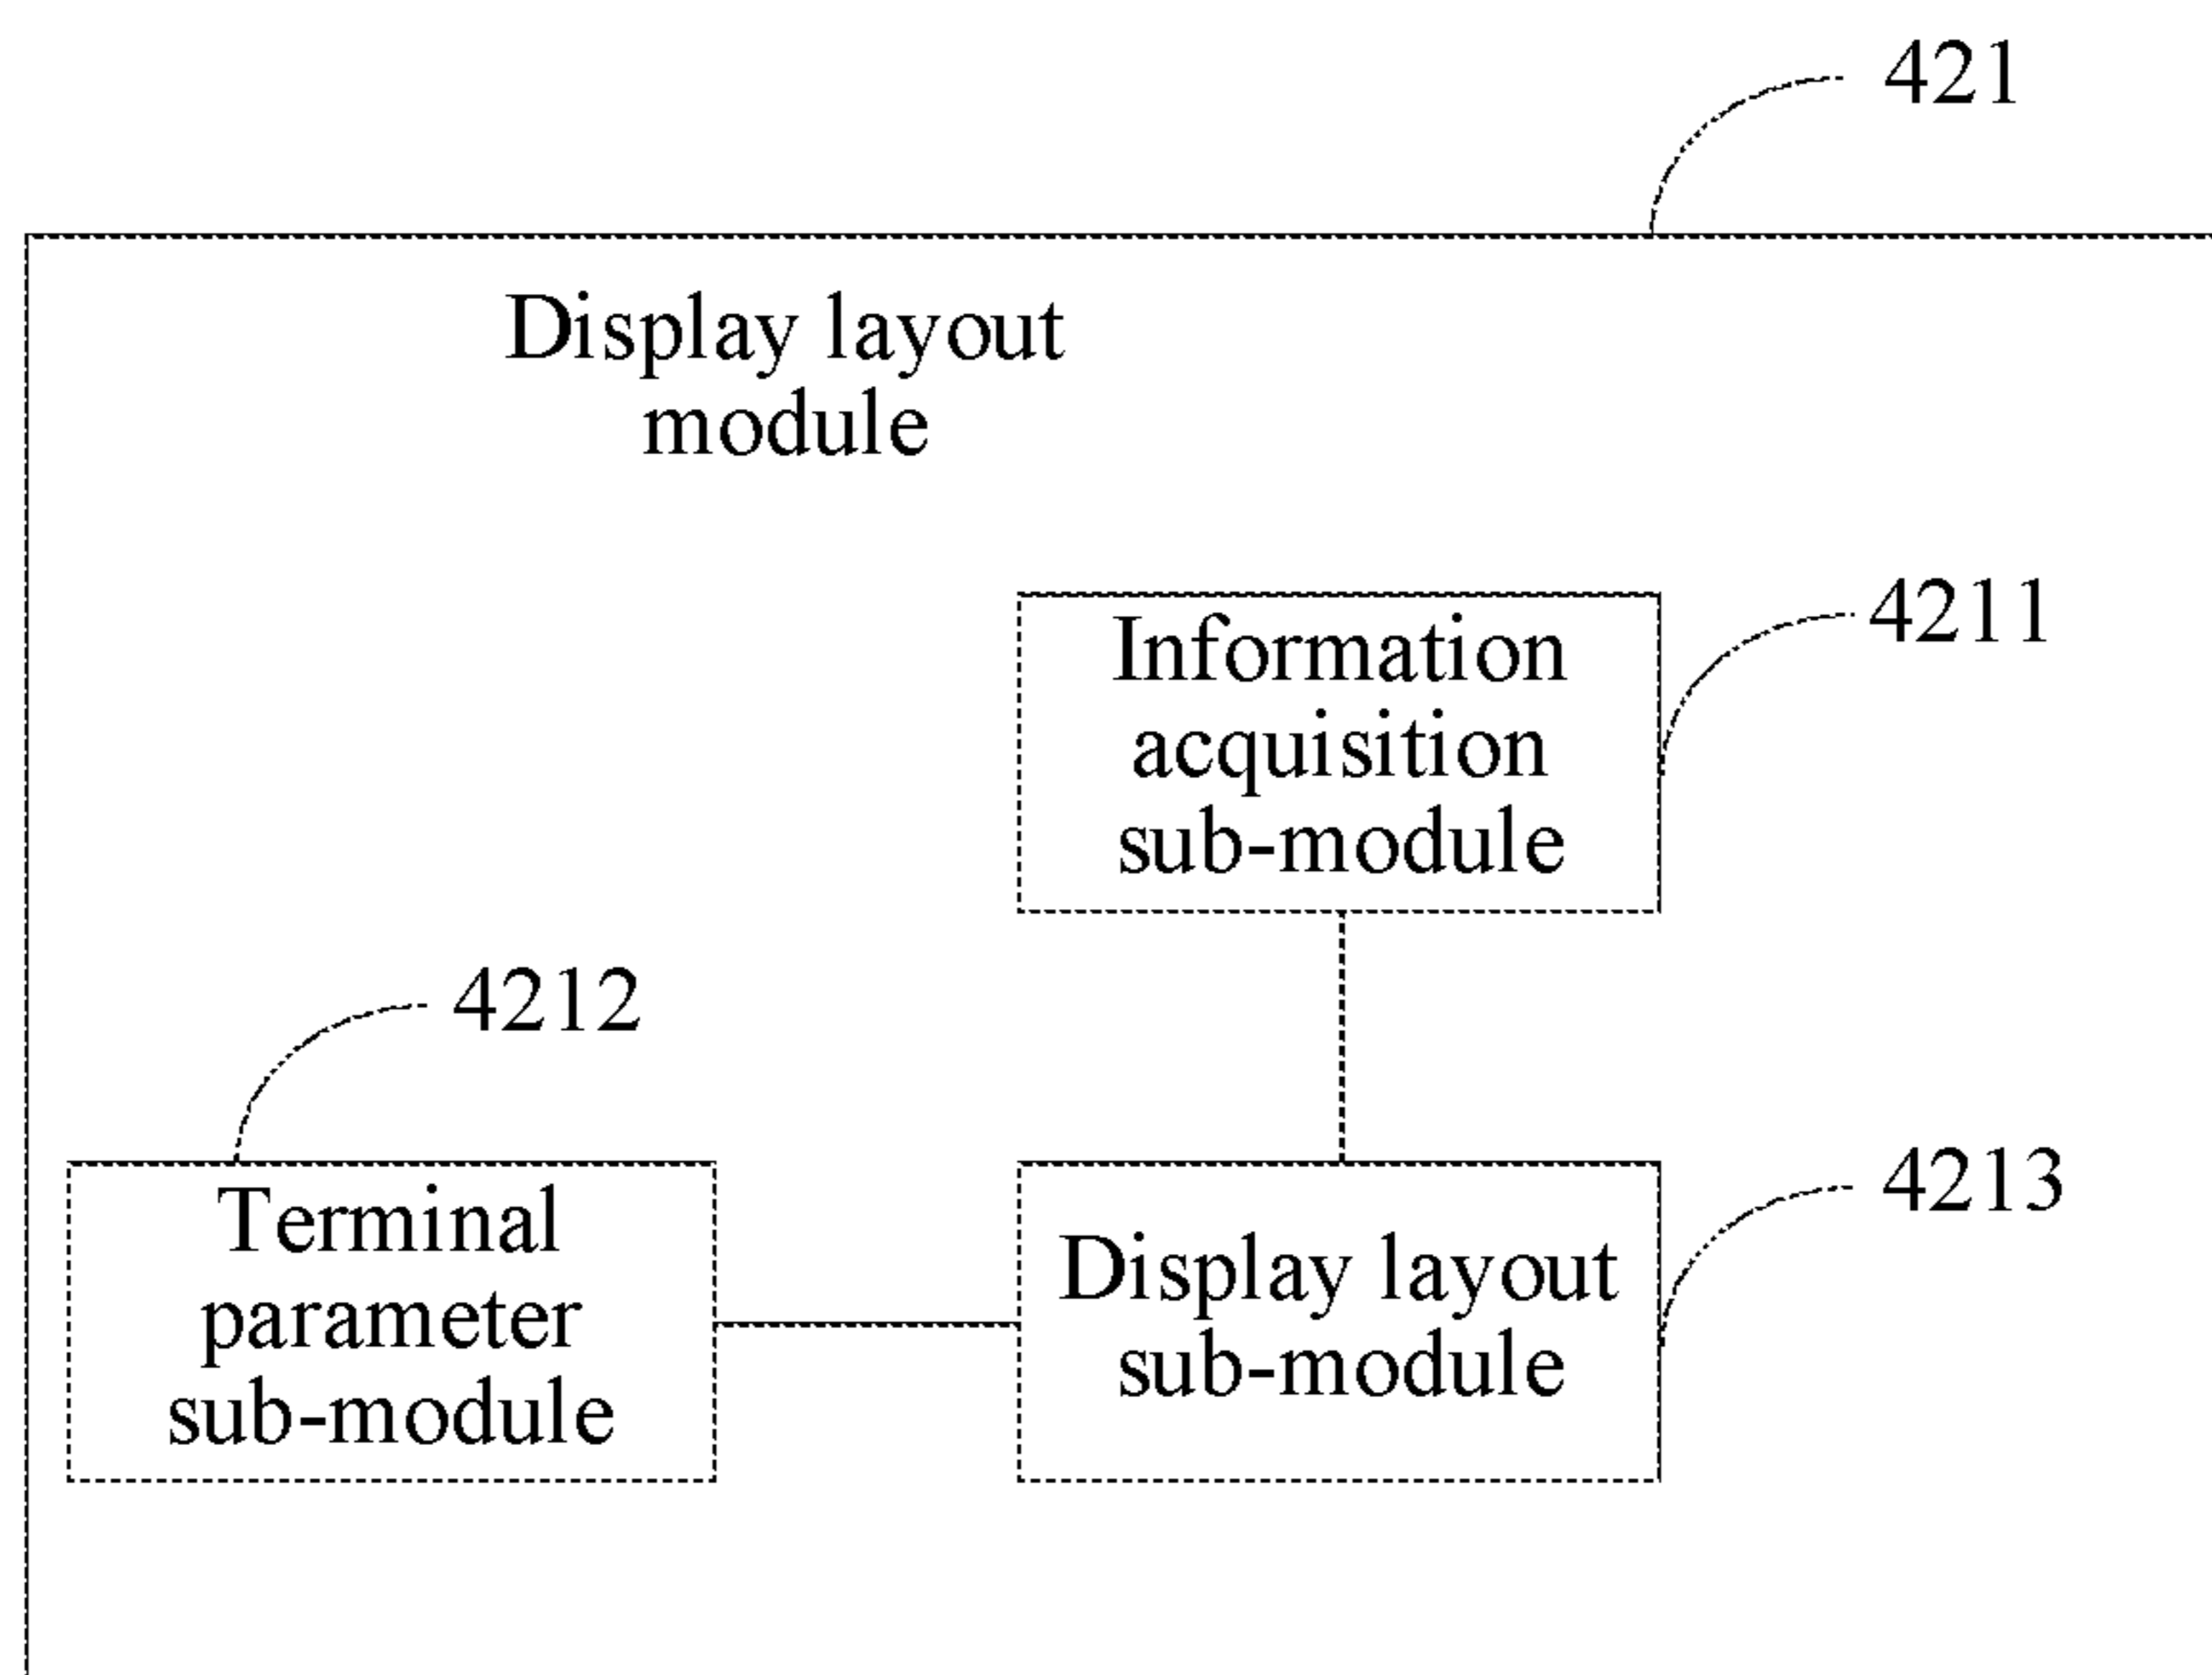 421
Display layout
module
Information
acquisition
sub-module
4211
4212
Terminal
parameter
sub-module
Display layout
sub-module
4213